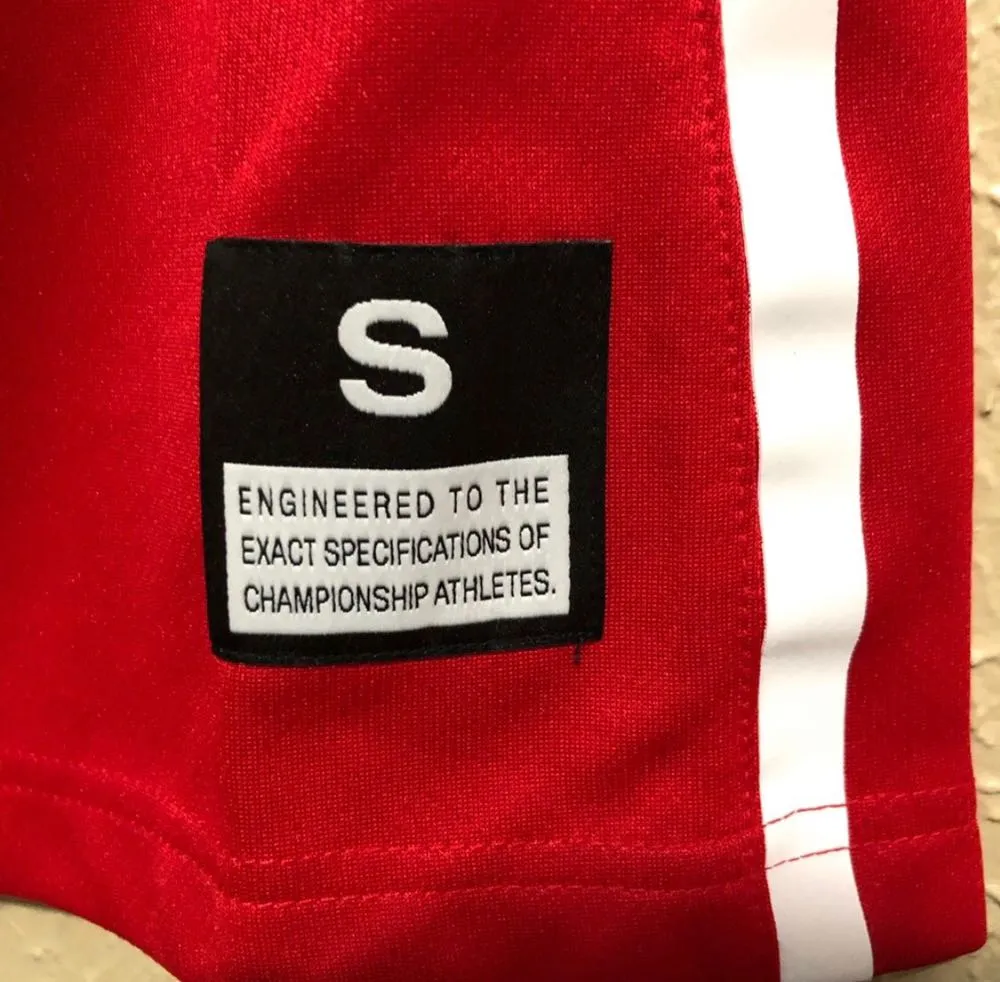 S
ENGINEERED TO THE
EXACT SPECIFICATIONS OF
CHAMPIONSHIP ATHLETES.